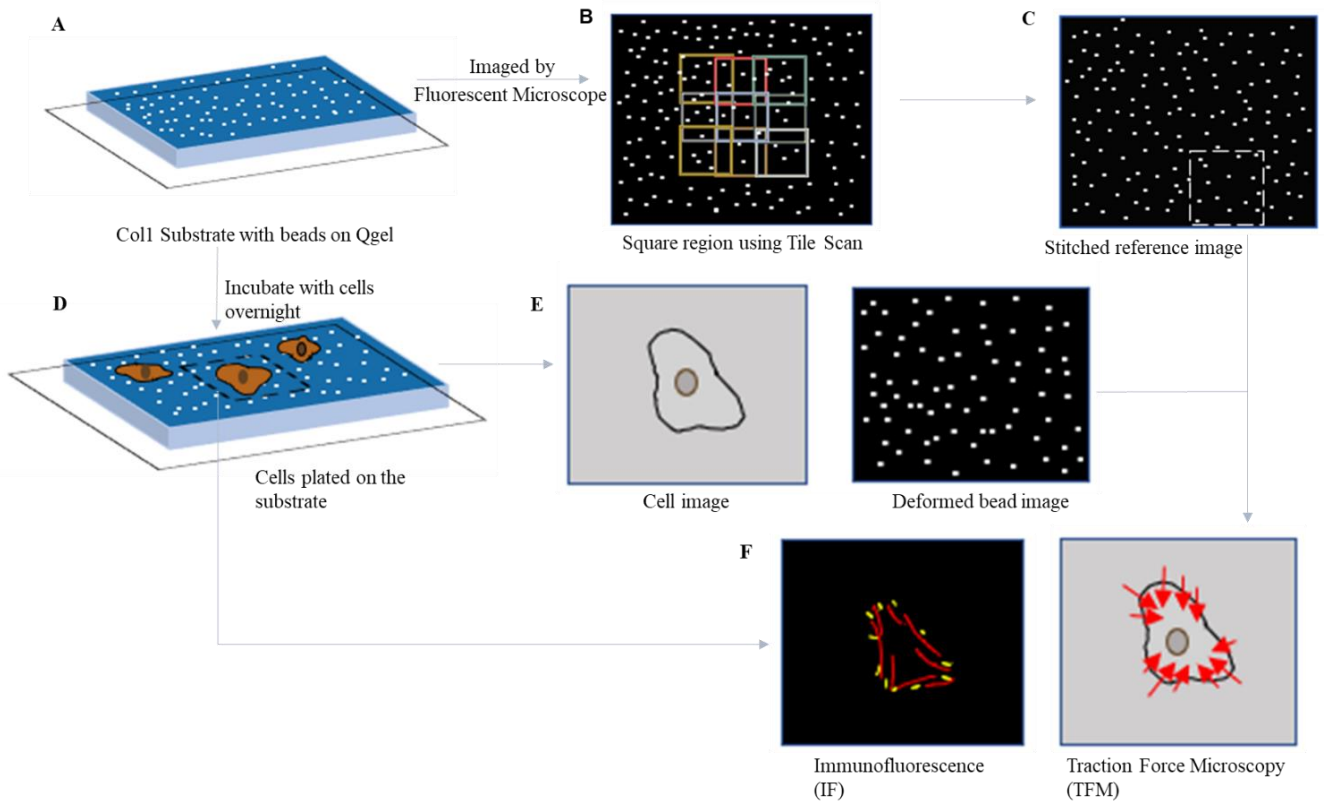 A
B
C
Imaged by
Fluorescent Microscope
Col1 Substrate with beads on Qgel
Square region using Tile Scan
Stitched reference image
D
Incubate with cells
overnight
E
Cells plated on the
substrate
Cell image
Deformed bead image
F
Immunofluorescence
(IF)
Traction Force Microscopy
(TFM)